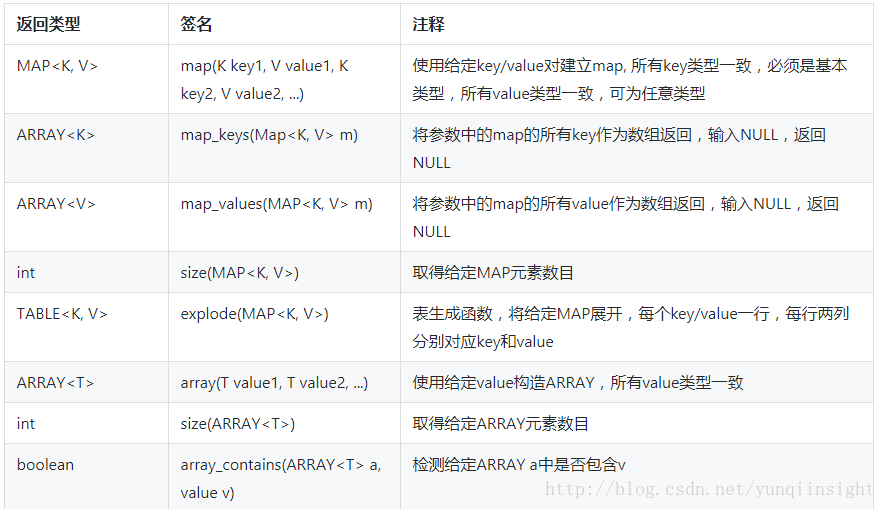 返回类型 签名 注释
MAP<K, V> map(K key1, V value1, K 使用给定key/value对建立map, 所有key类型一致，必须是基本
key2, V value2, ...) 类型，所有value类型一致，可为任意类型
ARRAY<K> map_keys(Map<K, V> m) 将参数中的map的所有key作为数组返回，输入NULL，返回
NULL
ARRAY<V> map_values(MAP<K, V> m) 将参数中的map的所有value作为数组返回，输入NULL，返回
NULL
int size(MAP<K, V>) 取得给定MAP元素数目
TABLE<K, V> explode(MAP<K, V>) 表生成函数，将给定MAP展开，每个key/value一行，每行两列
分别对应key和value
ARRAY<T> array(T value1, T value2, ...) 使用给定value构造ARRAY，所有value类型一致
int size(ARRAY<T>) 取得给定ARRAY元素数目
boolean array_contains(ARRAY<T> a, 检测给定ARRAY a中是否包含v
value v)
http://blog.csdn.net/yunqiinsight